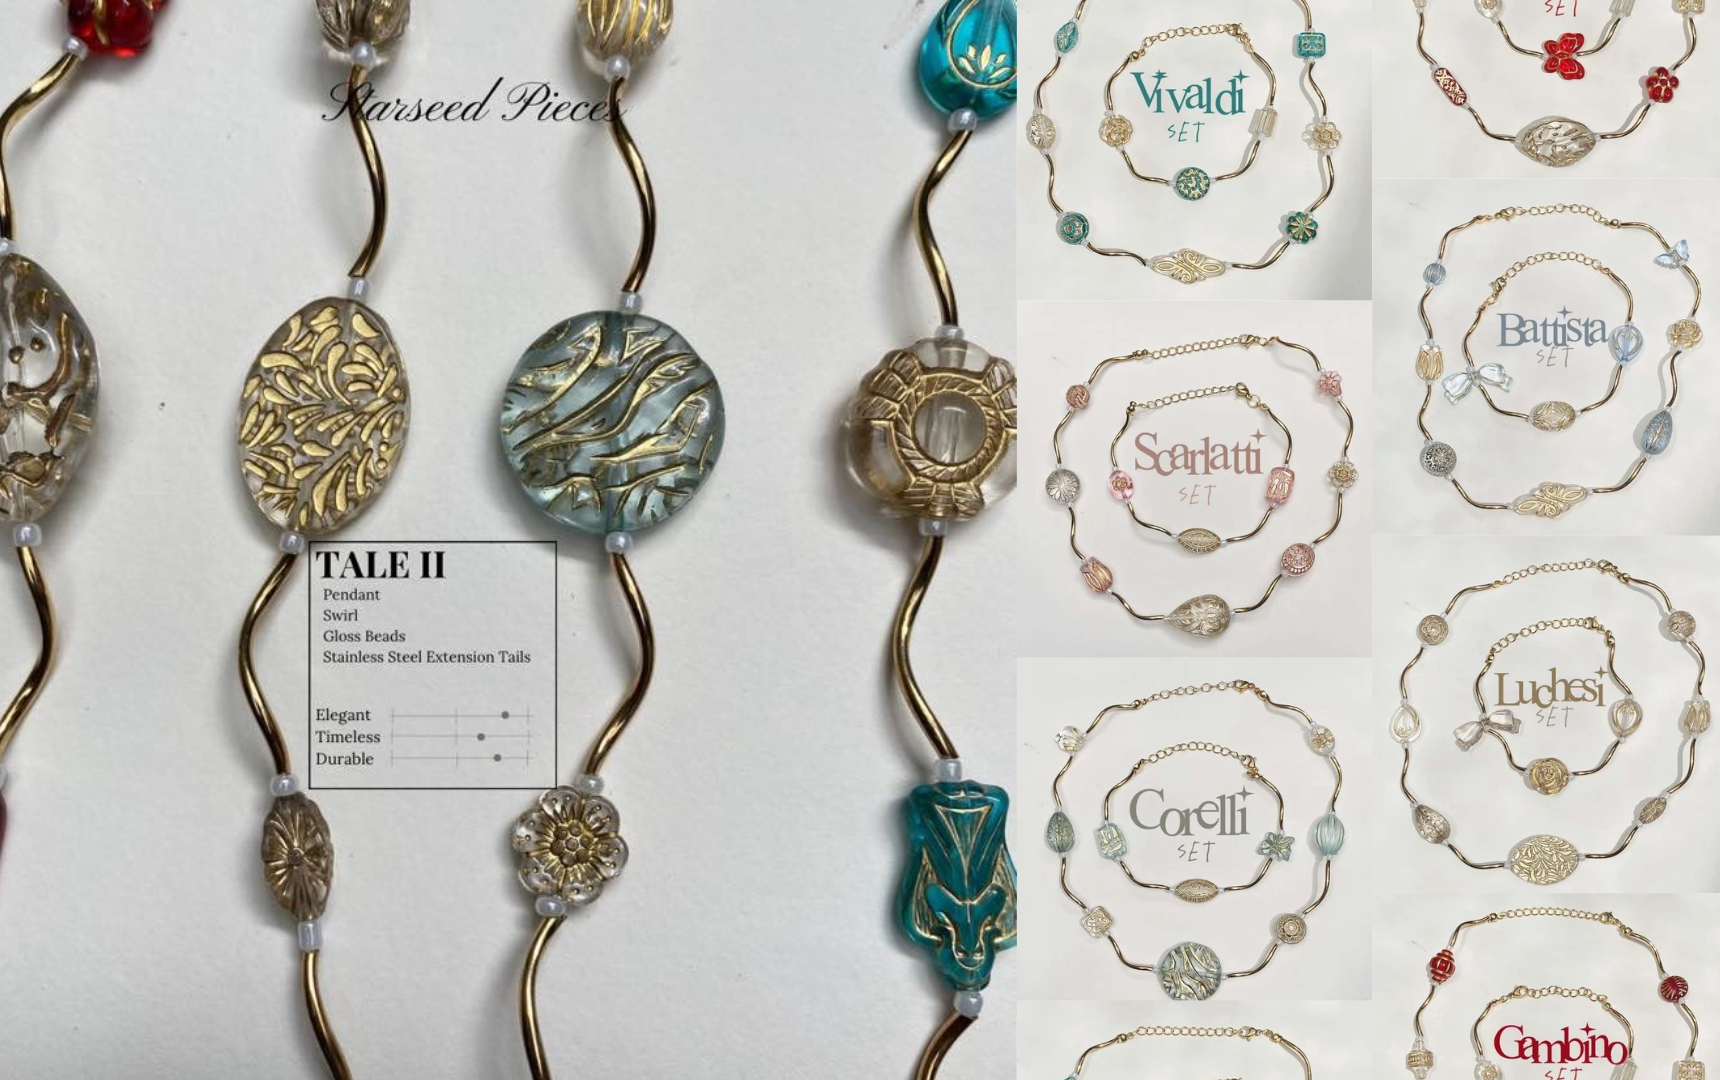 Starseed Pieces
TALE II
Pendant
Swirl
Gloss Beads
Stainless Steel Extension Tails
Elegant
Timeless
Durable
Vivaldi
SET
Scarlatti
SET
Corelli
SET
SET
Battista
SET
Luchesi
SET
Gambino
SET